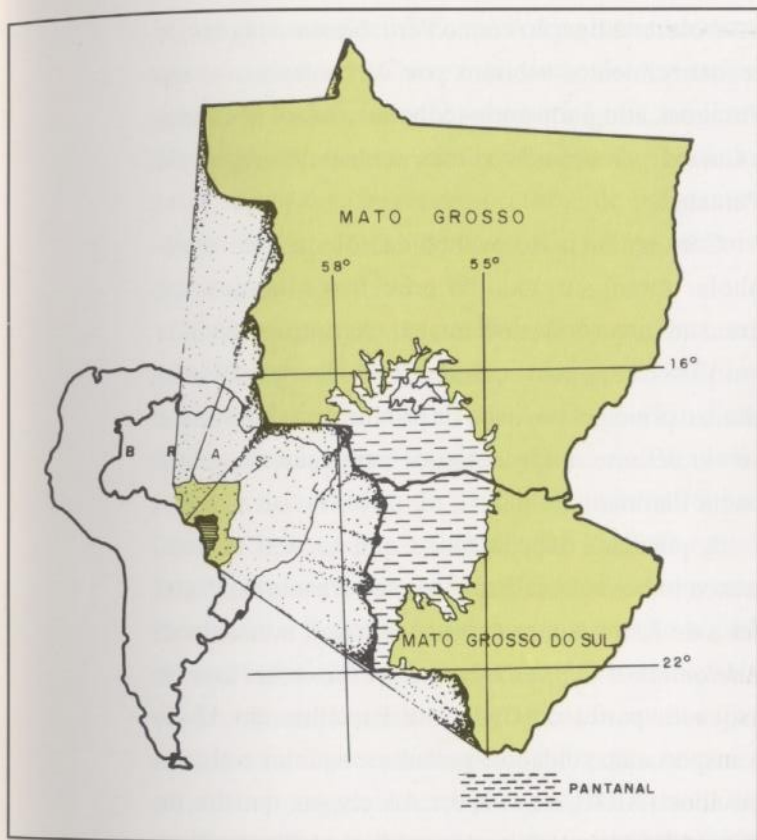 MATO GROSSO
58°
55°
16°
B R A S I L
MATO GROSSO DO SUL
22°
PANTANAL